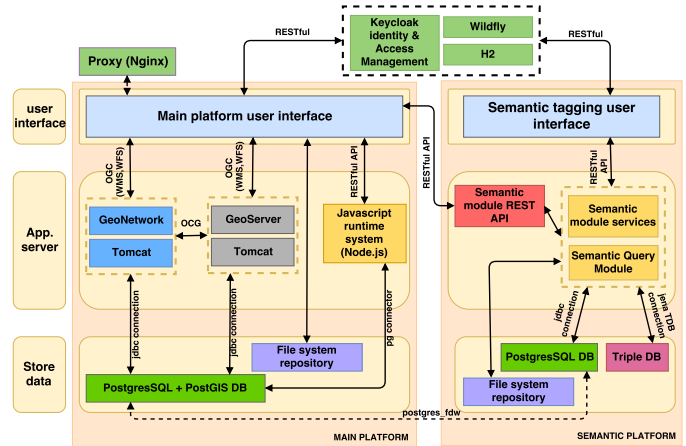 RESTful
Keycloak
identity &
Access
Management
Wildfly
H2
RESTful
Proxy (Nginx)
user
interface
Main platform user interface
Semantic tagging user
interface
OGC
(WMS,WFS)
OGC
(WMS,WFS)
RESTful API
RESTful API
RESTful
API
App.
server
GeoNetwork
Tomcat
OCG
GeoServer
Tomcat
Javascript
runtime
system
(Node.js)
Semantic
module REST
API
Semantic
module services
Semantic Query
Module
jdbc connection
jdbc connection
pg connector
jdbc
connection
jena TDB
connection
Store
data
File system
repository
PostgresSQL + PostGIS DB
PostgresSQL DB
Triple DB
File system
repository
postgres_fdw
MAIN PLATFORM
SEMANTIC PLATFORM